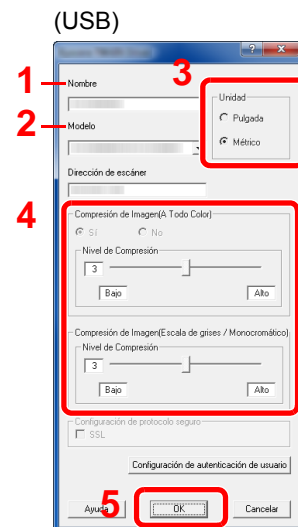 (USB)
1
Nombre
3
Unidad
Pulgada
Métrico
2
Modelo
Dirección de escáner
4
Compresión de Imagen(A Todo Color)
Sí No
Nivel de Compresión
3
Bajo Alto
Compresión de Imagen(Escala de grises / Monocromático)
Nivel de Compresión
3
Bajo Alto
Configuración de protocolo seguro
SSL
Configuración de autenticación de usuario
5
Ayuda OK Cancelar